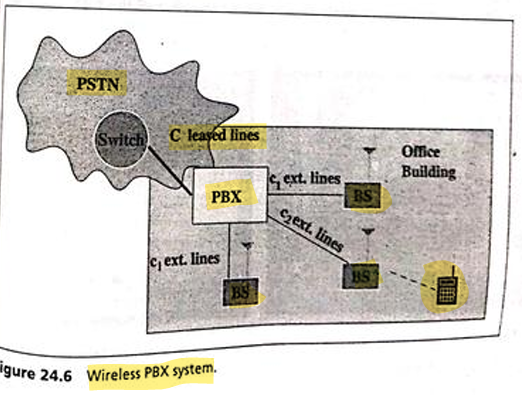 PSTN
Switch
C leased lines
Office
Building
PBX
c₁ ext. lines
BS
c₂ ext. lines
c₁ ext. lines
BS
BS
igure 24.6 Wireless PBX system.